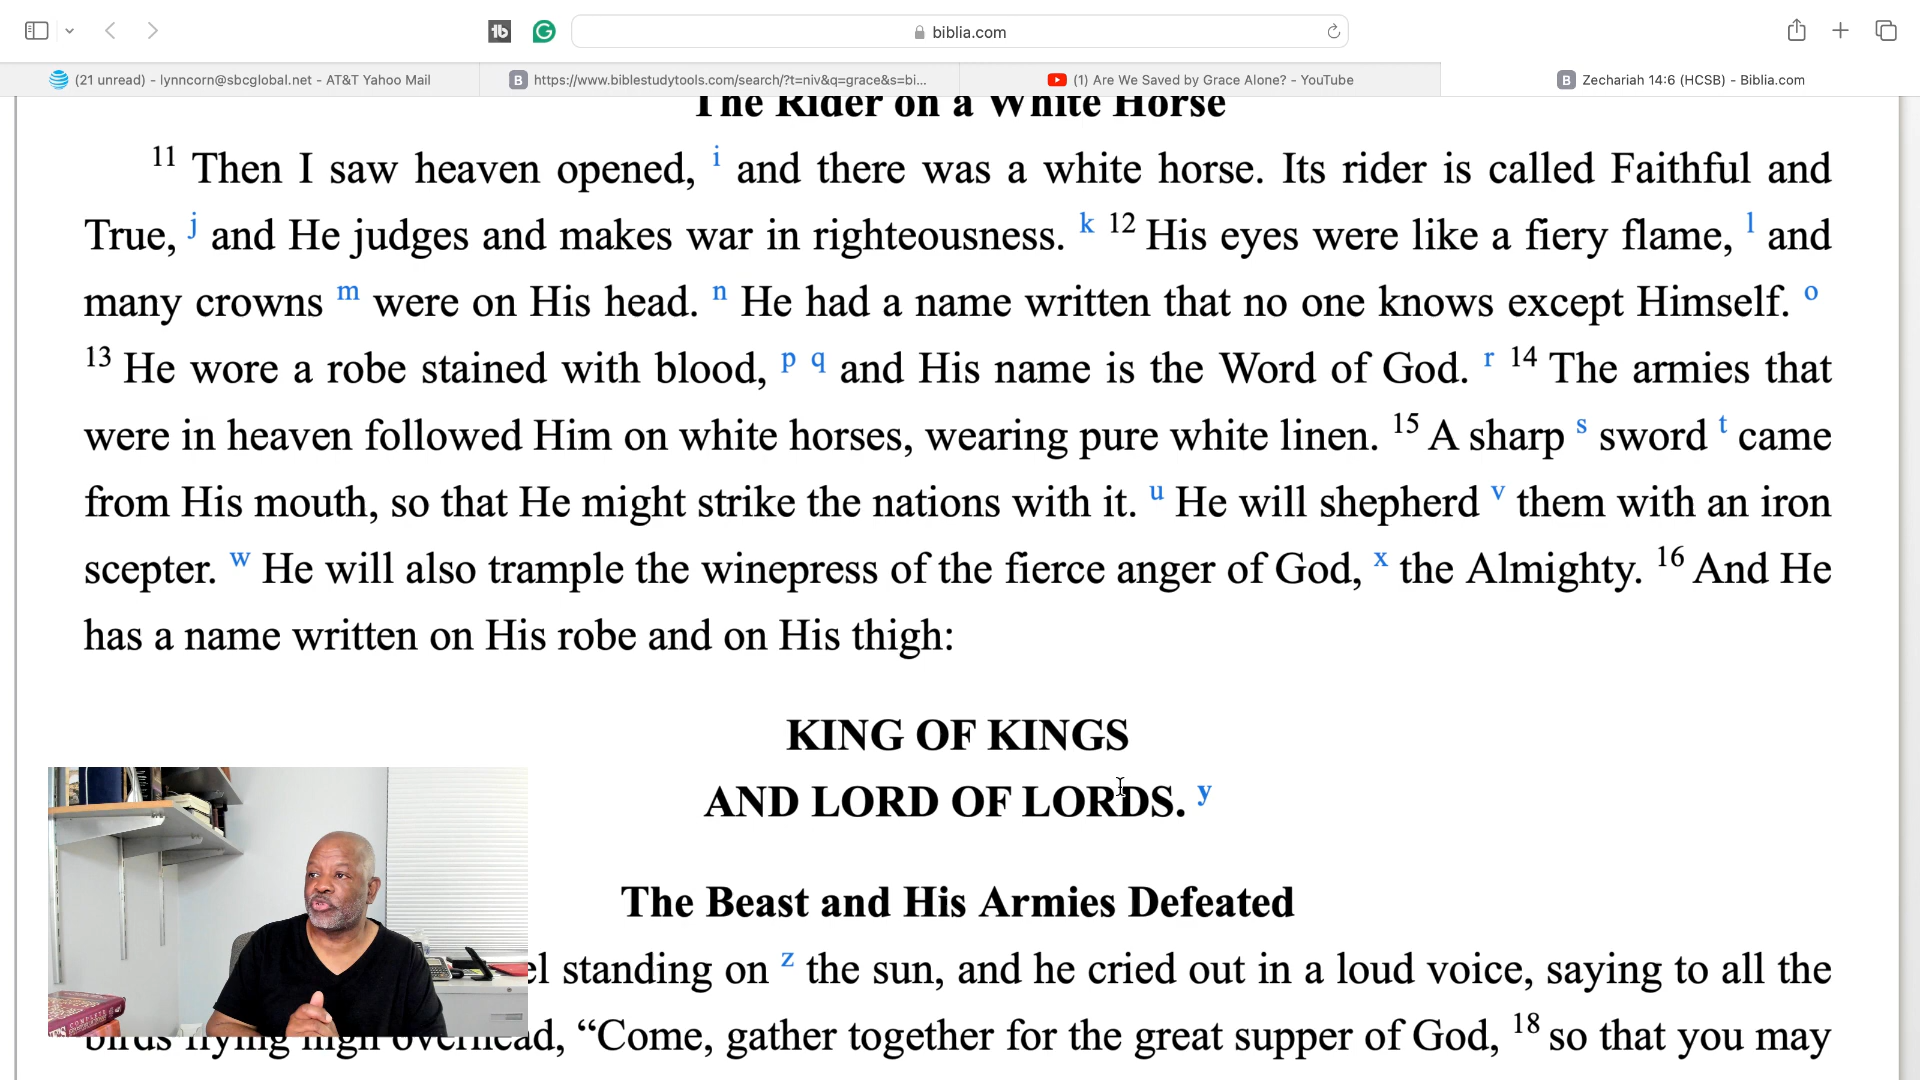 biblia.com
(21 unread) - lynncorn@sbcglobal.net - AT&T Yahoo Mail
https://www.biblestudytools.com/search/?t=niv&q=grace&s=bi...
(1) Are We Saved by Grace Alone? - YouTube
Zechariah 14:6 (HCSB) - Biblia.com
The Rider on a White Horse
11 Then I saw heaven opened, i and there was a white horse. Its rider is called Faithful and
True, j and He judges and makes war in righteousness. k 12 His eyes were like a fiery flame, l and
many crowns m were on His head. n He had a name written that no one knows except Himself. o
13 He wore a robe stained with blood, p q and His name is the Word of God. r 14 The armies that
were in heaven followed Him on white horses, wearing pure white linen. 15 A sharp s sword t came
from His mouth, so that He might strike the nations with it. u He will shepherd v them with an iron
scepter. w He will also trample the winepress of the fierce anger of God, x the Almighty. 16 And He
has a name written on His robe and on His thigh:
KING OF KINGS
AND LORD OF LORDS. y
The Beast and His Armies Defeated
el standing on z the sun, and he cried out in a loud voice, saying to all the
birds flying high overhead, “Come, gather together for the great supper of God, 18 so that you may